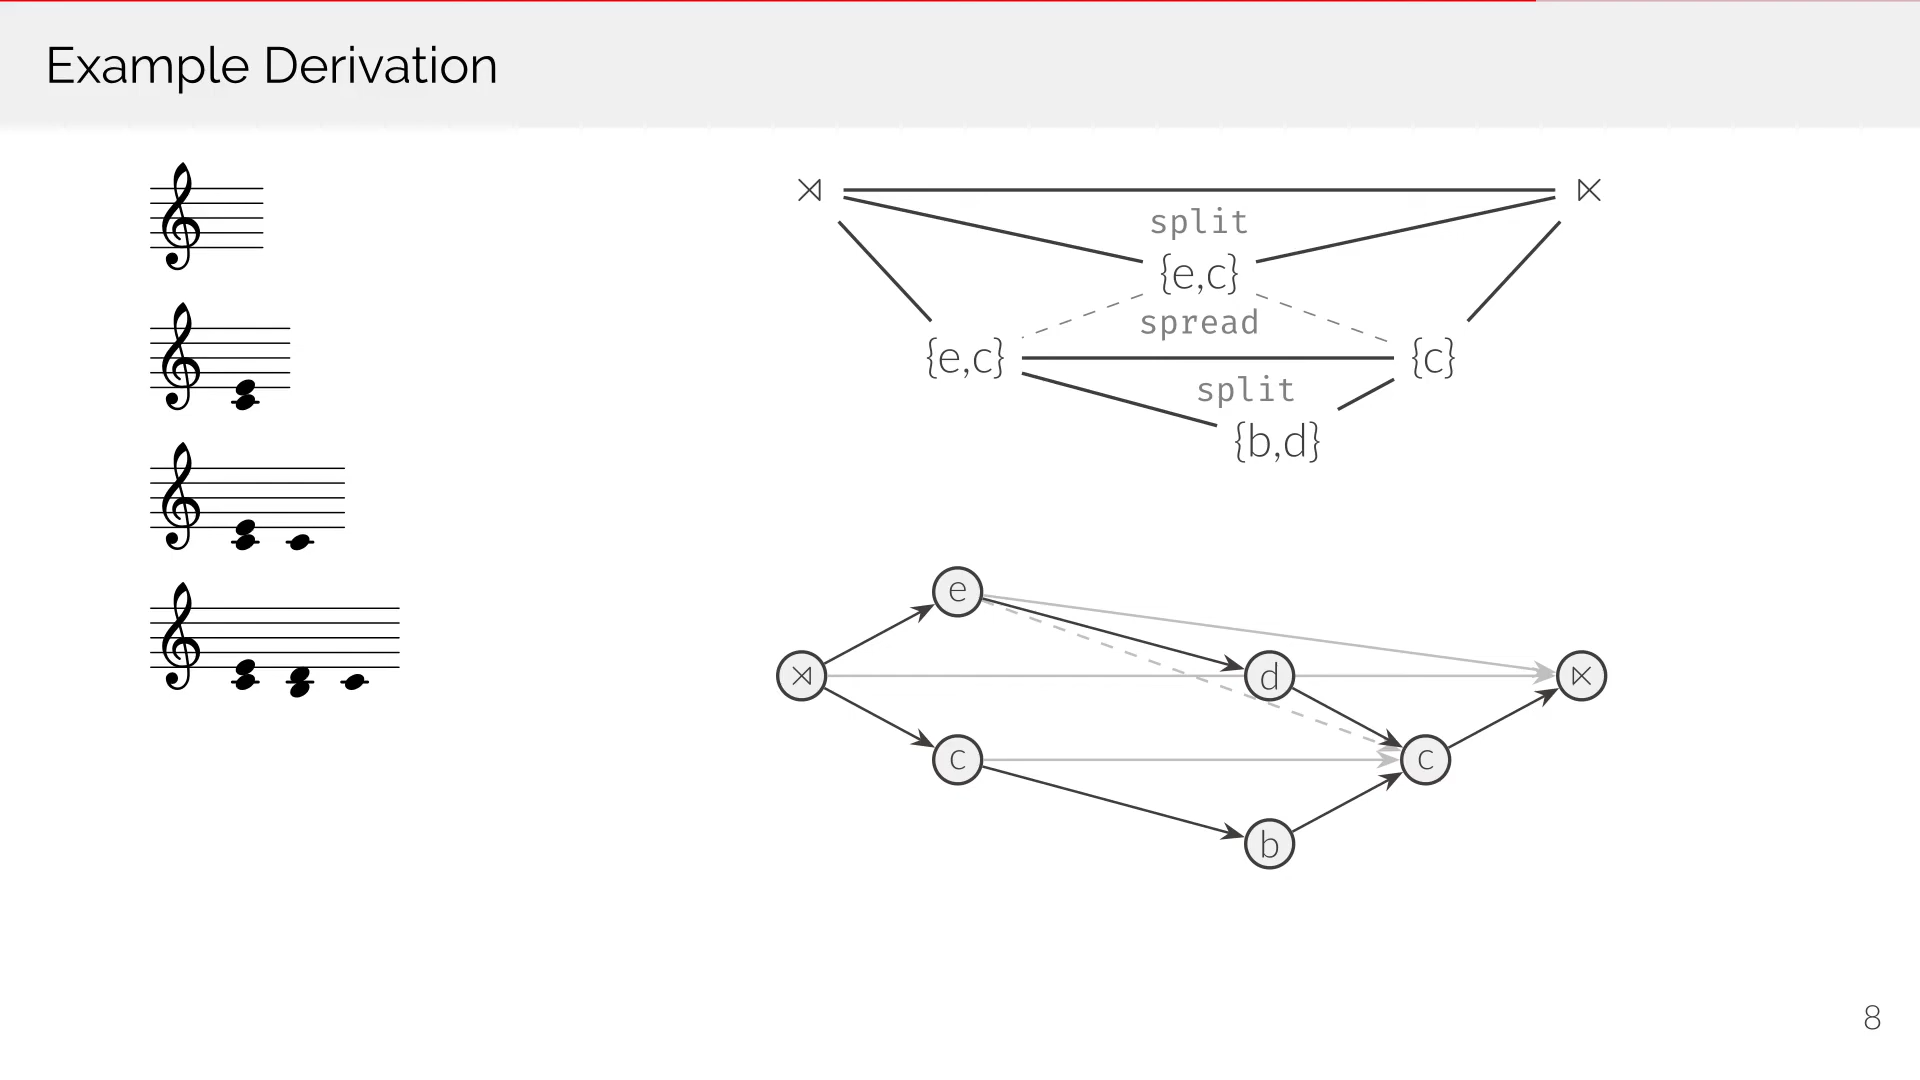 Example Derivation
⋊ ⋉
split
{e,c}
spread
{e,c} {c}
split
{b,d}
e
⋊ d ⋉
c c
b
8